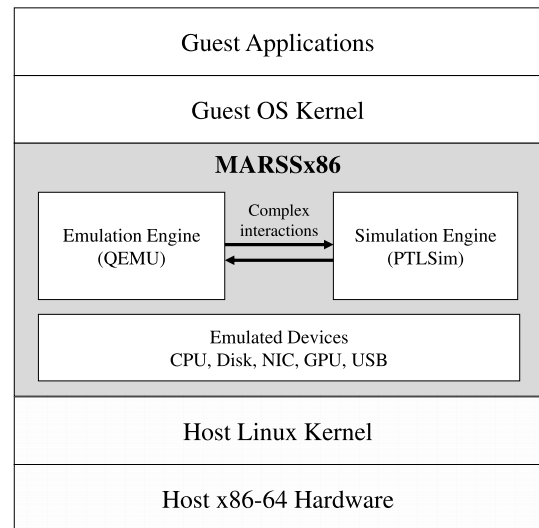 Guest Applications
Guest OS Kernel
MARSSx86
Complex
interactions
Emulation Engine
(QEMU)
Simulation Engine
(PTLSim)
Emulated Devices
CPU, Disk, NIC, GPU, USB
Host Linux Kernel
Host x86-64 Hardware